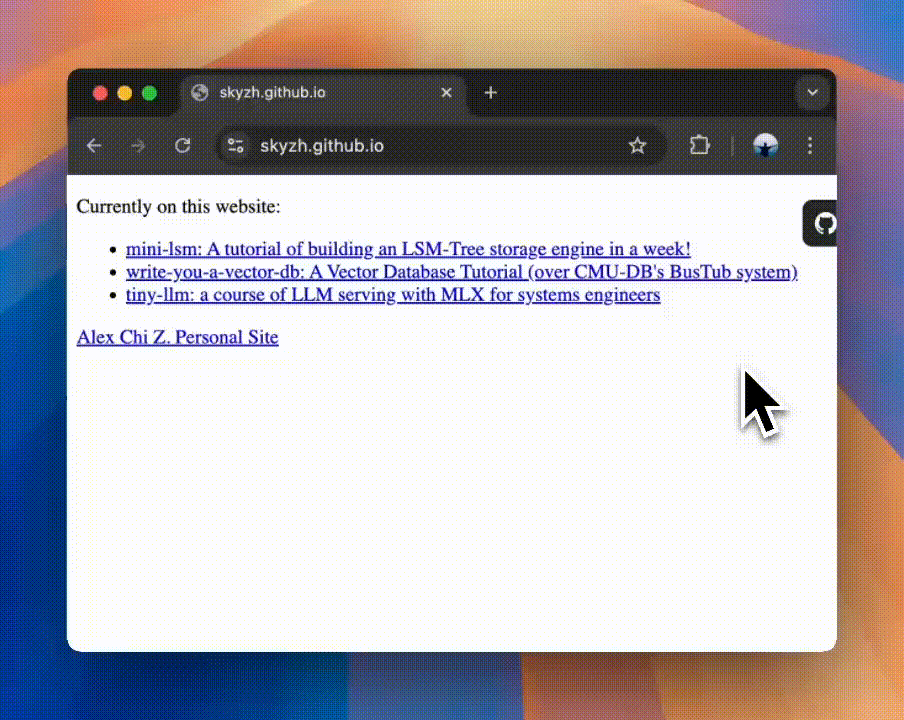 skyzh.github.io
skyzh.github.io
Currently on this website:
mini-lsm: A tutorial of building an LSM-Tree storage engine in a week!
write-you-a-vector-db: A Vector Database Tutorial (over CMU-DB's BusTub system)
tiny-llm: a course of LLM serving with MLX for systems engineers
Alex Chi Z. Personal Site